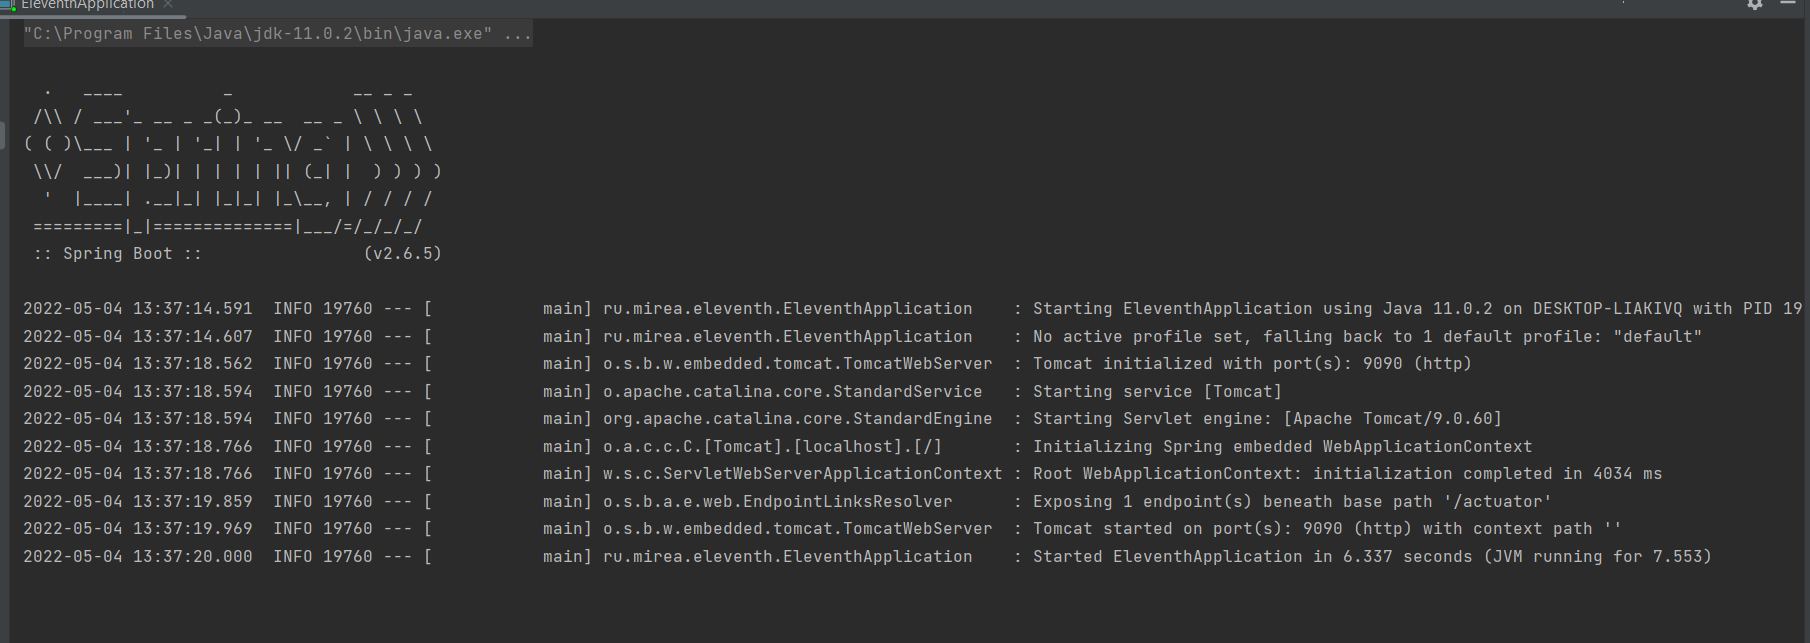 EleventhApplication
"C:\Program Files\Java\jdk-11.0.2\bin\java.exe" ...
  .   ____          _            __ _ _
 /\\ / ___'_ __ _ _(_)_ __  __ _ \ \ \ \
( ( )\___ | '_ | '_| | '_ \/ _` | \ \ \ \
 \\/  ___)| |_)| | | | | || (_| |  ) ) ) )
  '  |____| .__|_| |_|_| |_\__, | / / / /
 =========|_|==============|___/=/_/_/_/
 :: Spring Boot ::                (v2.6.5)
2022-05-04 13:37:14.591  INFO 19760 --- [           main] ru.mirea.eleventh.EleventhApplication    : Starting EleventhApplication using Java 11.0.2 on DESKTOP-LIAKIVQ with PID 19
2022-05-04 13:37:14.607  INFO 19760 --- [           main] ru.mirea.eleventh.EleventhApplication    : No active profile set, falling back to 1 default profile: "default"
2022-05-04 13:37:18.562  INFO 19760 --- [           main] o.s.b.w.embedded.tomcat.TomcatWebServer  : Tomcat initialized with port(s): 9090 (http)
2022-05-04 13:37:18.594  INFO 19760 --- [           main] o.apache.catalina.core.StandardService   : Starting service [Tomcat]
2022-05-04 13:37:18.594  INFO 19760 --- [           main] org.apache.catalina.core.StandardEngine  : Starting Servlet engine: [Apache Tomcat/9.0.60]
2022-05-04 13:37:18.766  INFO 19760 --- [           main] o.a.c.c.C.[Tomcat].[localhost].[/]       : Initializing Spring embedded WebApplicationContext
2022-05-04 13:37:18.766  INFO 19760 --- [           main] w.s.c.ServletWebServerApplicationContext : Root WebApplicationContext: initialization completed in 4034 ms
2022-05-04 13:37:19.859  INFO 19760 --- [           main] o.s.b.a.e.web.EndpointLinksResolver      : Exposing 1 endpoint(s) beneath base path '/actuator'
2022-05-04 13:37:19.969  INFO 19760 --- [           main] o.s.b.w.embedded.tomcat.TomcatWebServer  : Tomcat started on port(s): 9090 (http) with context path ''
2022-05-04 13:37:20.000  INFO 19760 --- [           main] ru.mirea.eleventh.EleventhApplication    : Started EleventhApplication in 6.337 seconds (JVM running for 7.553)